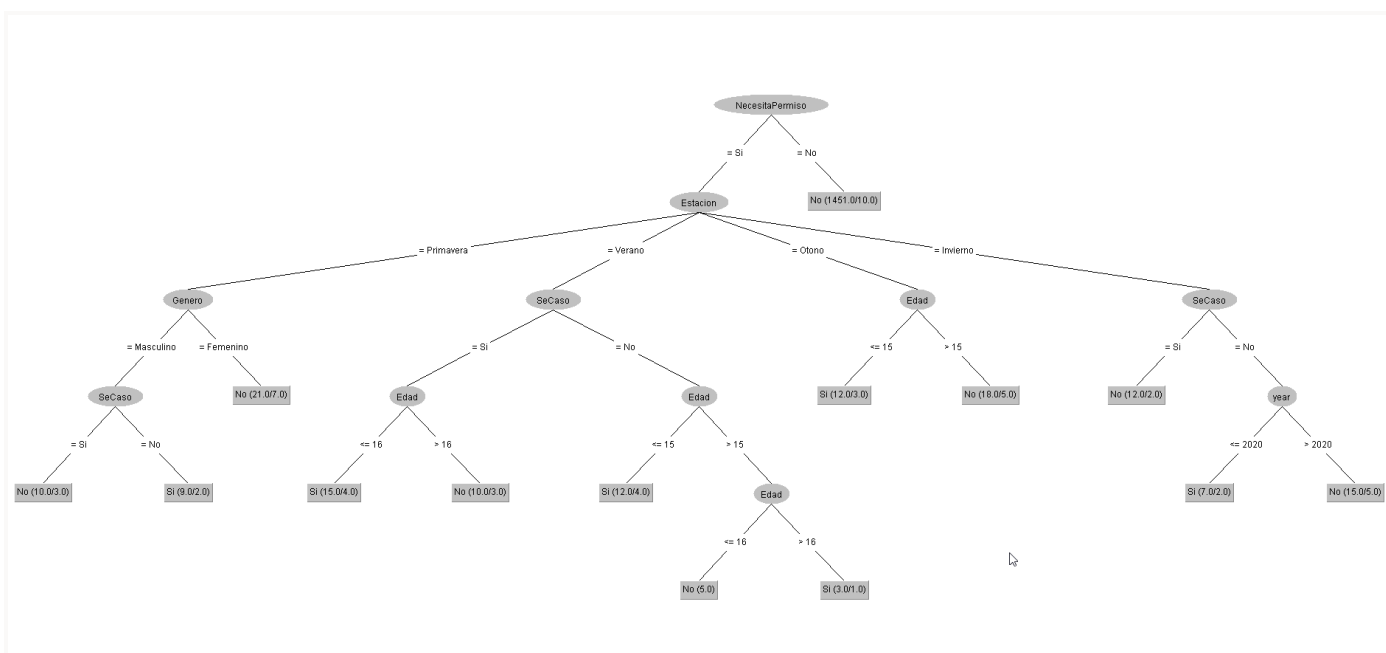 NecesitaPermiso
= Si = No
Estacion No (1451.0/10.0)
= Primavera = Verano = Otono = Invierno
Genero SeCaso Edad SeCaso
= Masculino = Femenino = Si = No <= 15 > 15 = Si = No
SeCaso No (21.0/7.0) Edad Edad Si (12.0/3.0) No (18.0/5.0) No (12.0/2.0) year
= Si = No <= 16 > 16 <= 15 > 15 <= 2020 > 2020
No (10.0/3.0) Si (9.0/2.0) Si (15.0/4.0) No (10.0/3.0) Si (12.0/4.0) Edad Si (7.0/2.0) No (15.0/5.0)
<= 16 > 16
No (5.0) Si (3.0/1.0)